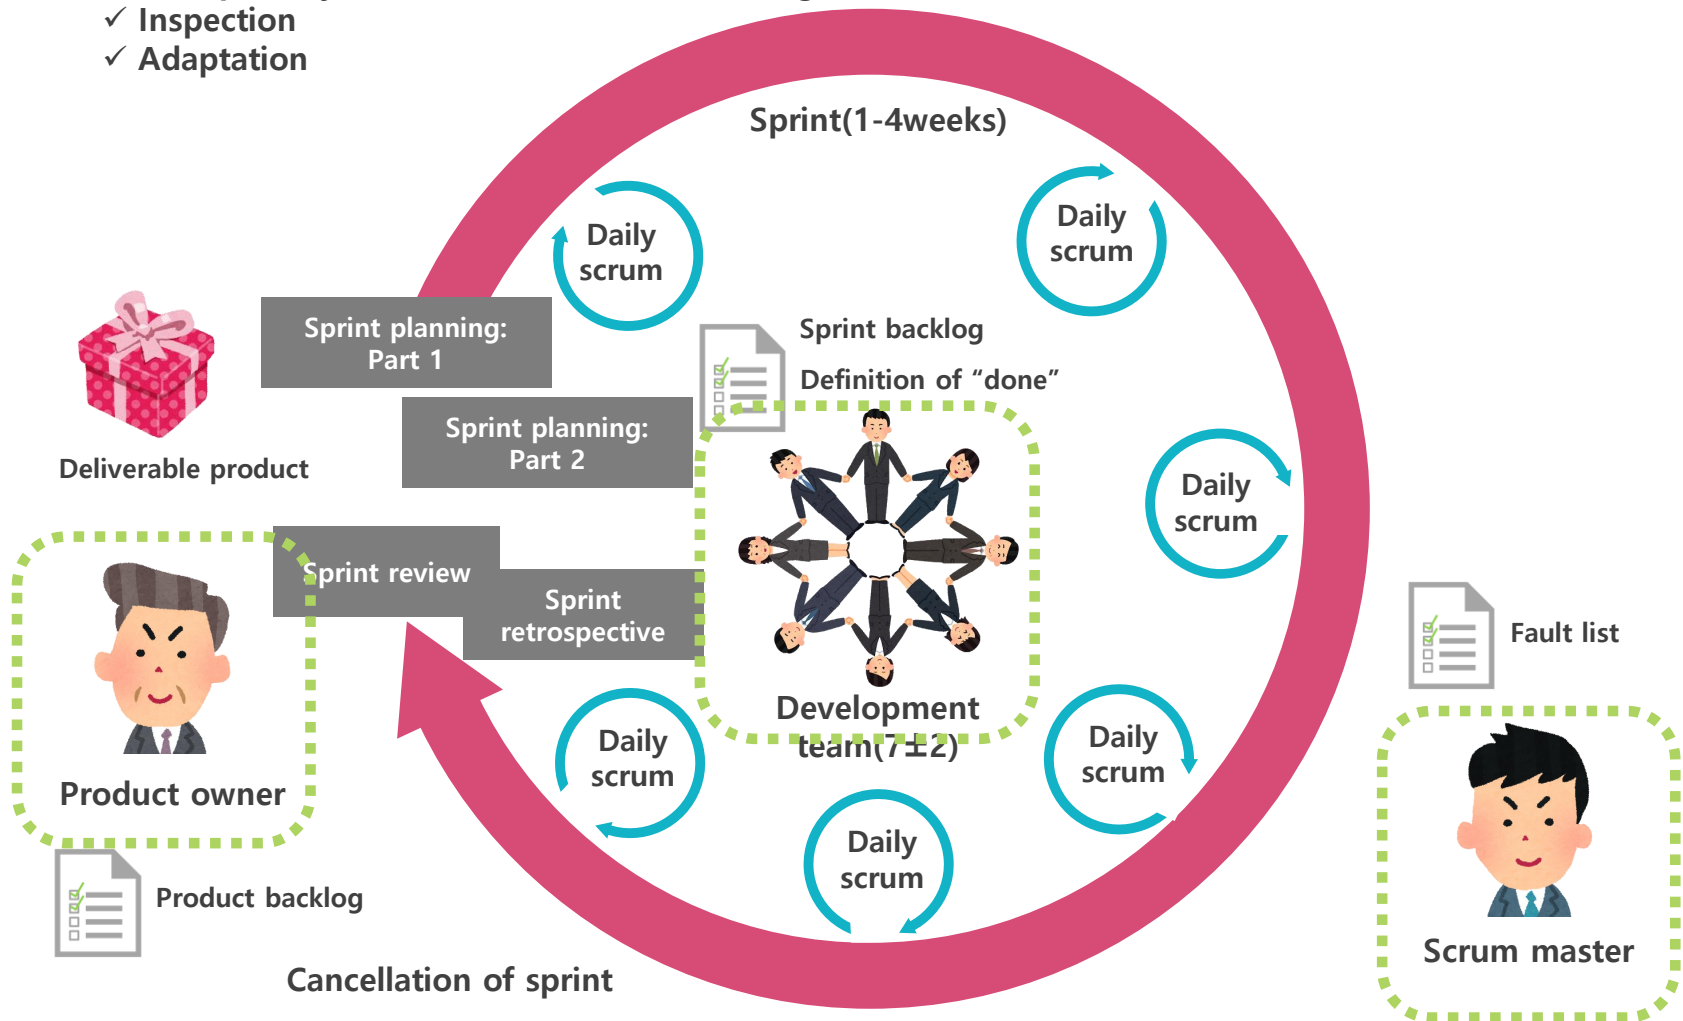 ✓ Inspection
✓ Adaptation
Sprint(1-4weeks)
Daily
scrum
Daily
scrum
Sprint planning:
Part 1
Sprint backlog
Definition of “done”
Sprint planning:
Part 2
Deliverable product
Daily
scrum
Sprint review
Sprint
retrospective
Fault list
Development
team(7±2)
Daily
scrum
Daily
scrum
Product owner
Daily
scrum
Product backlog
Scrum master
Cancellation of sprint